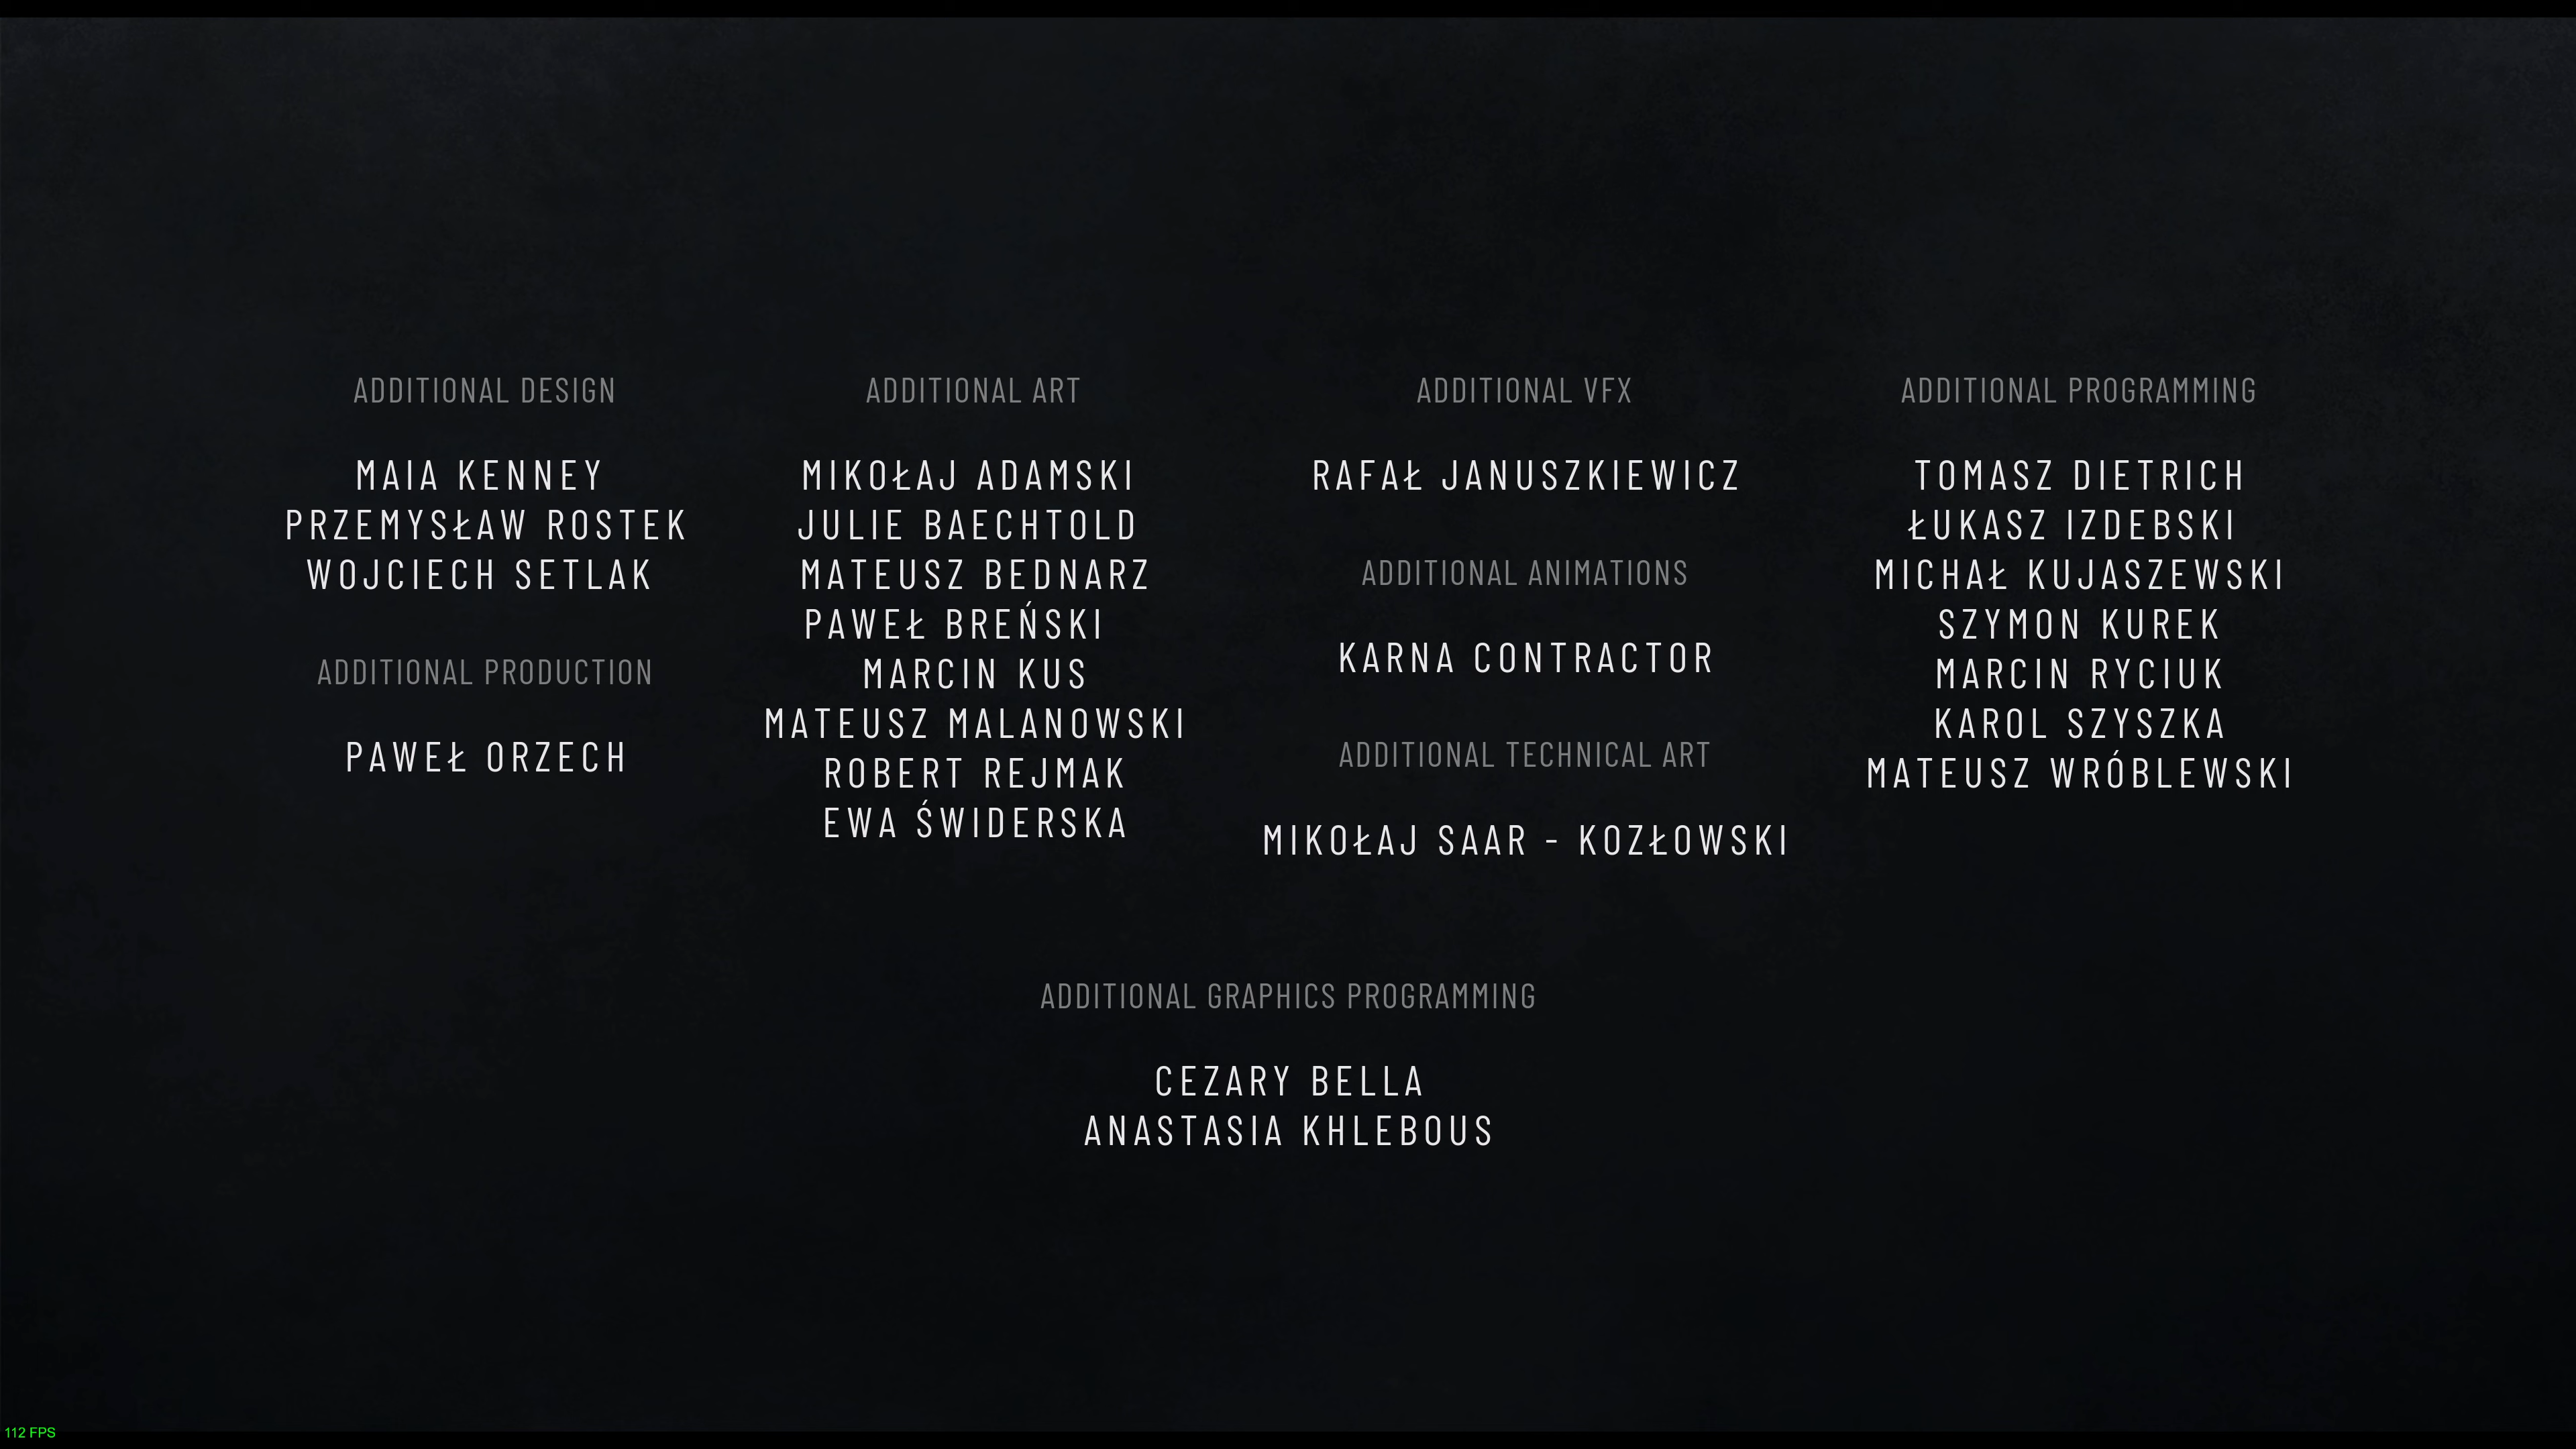 ADDITIONAL DESIGN
MAIA KENNEY
PRZEMYSŁAW ROSTEK
WOJCIECH SETLAK
ADDITIONAL PRODUCTION
PAWEŁ ORZECH
ADDITIONAL ART
MIKOŁAJ ADAMSKI
JULIE BAECHTOLD
MATEUSZ BEDNARZ
PAWEŁ BREŃSKI
MARCIN KUS
MATEUSZ MALANOWSKI
ROBERT REJMAK
EWA ŚWIDERSKA
ADDITIONAL VFX
RAFAŁ JANUSZKIEWICZ
ADDITIONAL ANIMATIONS
KARNA CONTRACTOR
ADDITIONAL TECHNICAL ART
MIKOŁAJ SAAR - KOZŁOWSKI
ADDITIONAL PROGRAMMING
TOMASZ DIETRICH
ŁUKASZ IZDEBSKI
MICHAŁ KUJASZEWSKI
SZYMON KUREK
MARCIN RYCIUK
KAROL SZYSZKA
MATEUSZ WRÓBLEWSKI
ADDITIONAL GRAPHICS PROGRAMMING
CEZARY BELLA
ANASTASIA KHLEBOUS
112 FPS